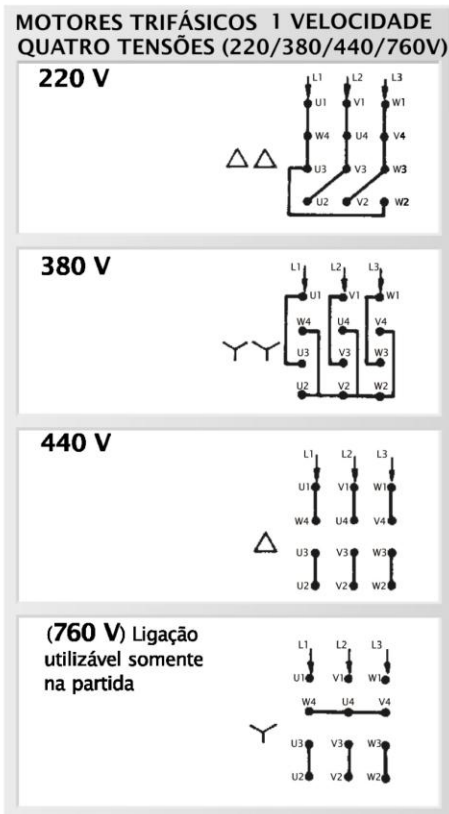 MOTORES TRIFÁSICOS 1 VELOCIDADE
QUATRO TENSÕES (220/380/440/760V)
220 V
L1 L2 L3
U1 V1 W1
W4 U4 V4
U3 V3 W3
U2 V2 W2
380 V
L1 L2 L3
U1 V1 W1
W4 U4 V4
U3 V3 W3
U2 V2 W2
440 V
L1 L2 L3
U1 V1 W1
W4 U4 V4
U3 V3 W3
U2 V2 W2
(760 V) Ligação
utilizável somente
na partida
L1 L2 L3
U1 V1 W1
W4 U4 V4
U3 V3 W3
U2 V2 W2